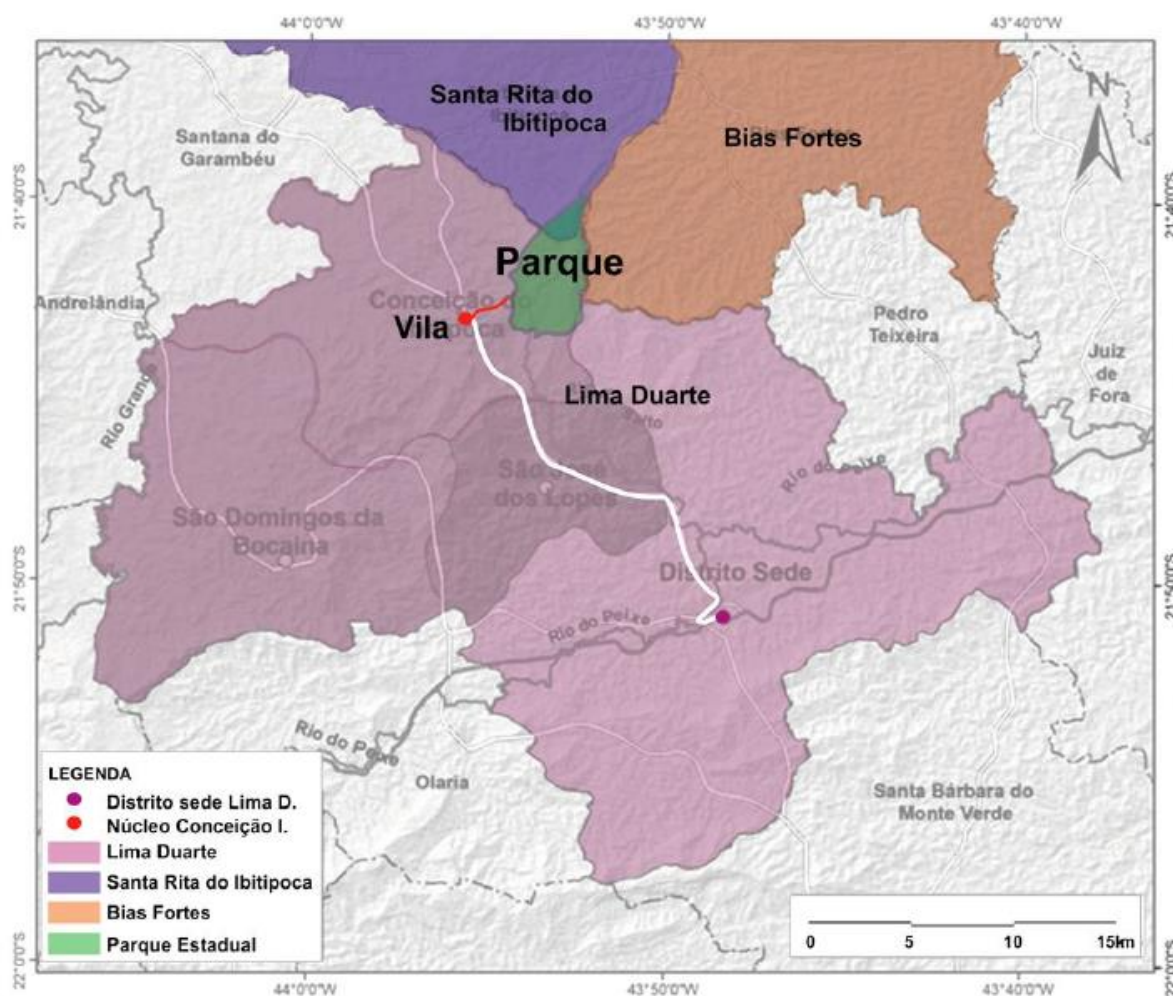 44°0'0"W
43°50'0"W
43°40'0"W
Santa Rita do
Ibitipoca
Bias Fortes
N
Santana do
Garambéu
21°40'0"S
21°40'0"S
Parque
Andrelândia
Conceição do
Vila
Pedro
Teixeira
Juiz
de
Fora
Rio Grande
Lima Duarte
Rio do Peixe
São José
dos Lopes
São Domingos da
Bocaina
21°50'0"S
Distrito Sede
21°50'0"S
Rio do Peixe
Rio do Peixe
Olaria
Santa Bárbara do
Monte Verde
LEGENDA
Distrito sede Lima D.
Núcleo Conceição I.
Lima Duarte
Santa Rita do Ibitipoca
Bias Fortes
Parque Estadual
0 5 10 15km
22°0'0"S
22°0'0"S
44°0'0"W
43°50'0"W
43°40'0"W